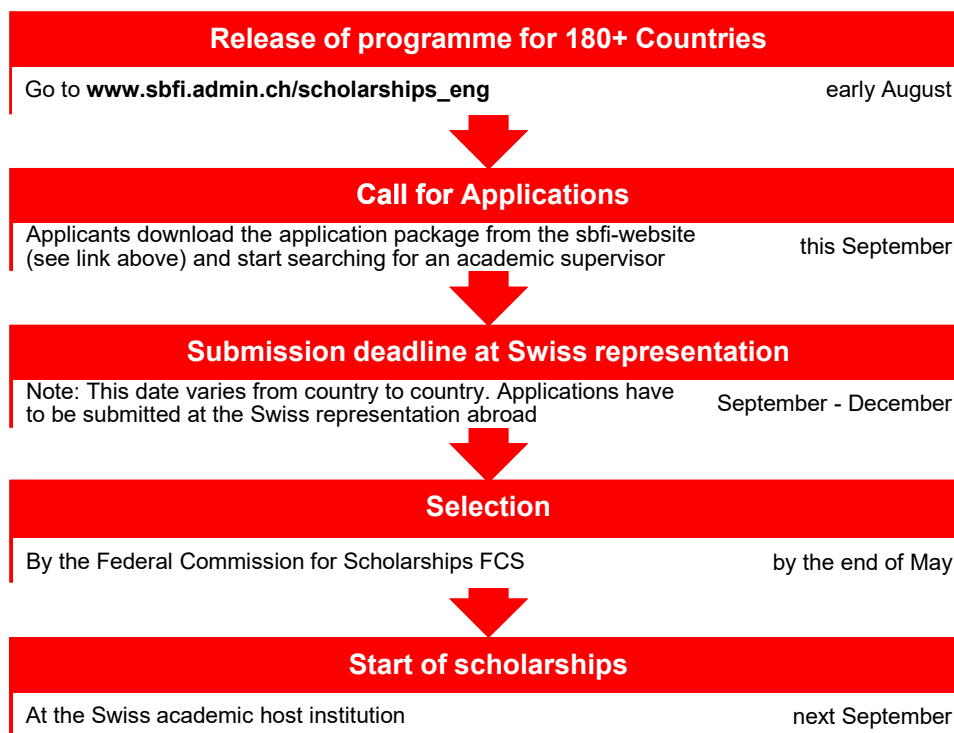 Release of programme for 180+ Countries
Go to www.sbfi.admin.ch/scholarships_eng early August
Call for Applications
Applicants download the application package from the sbfi-website
(see link above) and start searching for an academic supervisor
this September
Submission deadline at Swiss representation
Note: This date varies from country to country. Applications have
to be submitted at the Swiss representation abroad
September - December
Selection
By the Federal Commission for Scholarships FCS by the end of May
Start of scholarships
At the Swiss academic host institution next September